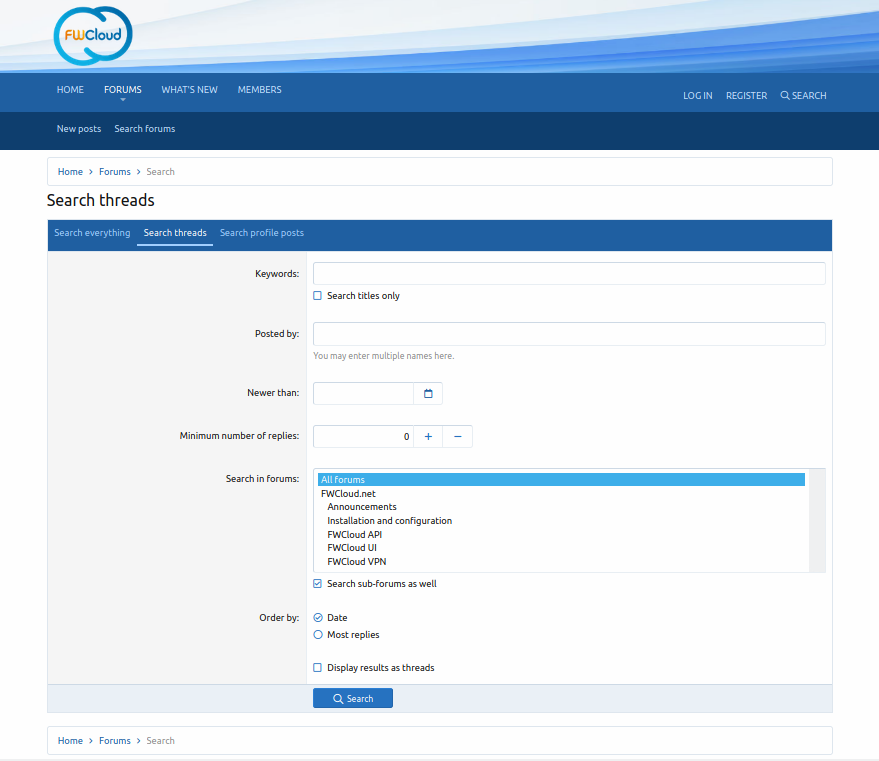 FWCloud
HOME FORUMS WHAT'S NEW MEMBERS
LOG IN REGISTER SEARCH
New posts Search forums
Home > Forums > Search
Search threads
Search everything Search threads Search profile posts
Keywords:
Search titles only
Posted by:
You may enter multiple names here.
Newer than:
Minimum number of replies: 0 + −
Search in forums: All forums
FWCloud.net
Announcements
Installation and configuration
FWCloud API
FWCloud UI
FWCloud VPN
Search sub-forums as well
Order by: Date
Most replies
Display results as threads
Search
Home > Forums > Search